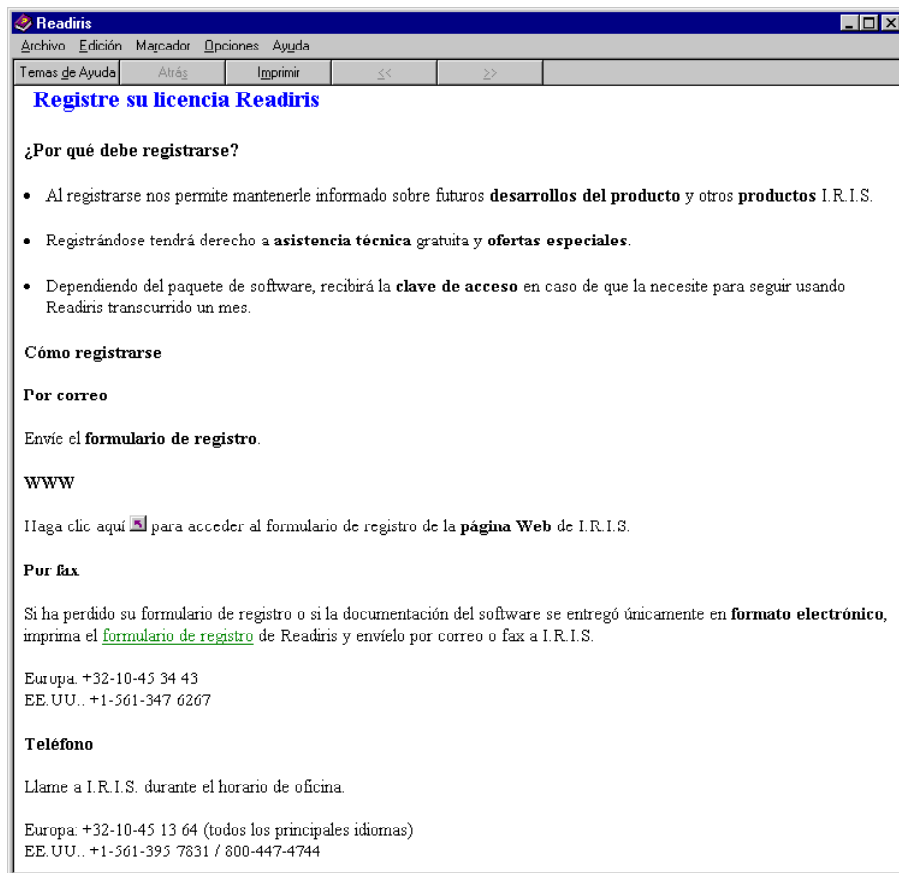 Readiris
Archivo Edición Marcador Opciones Ayuda
Temas de Ayuda Atrás Imprimir << >>
Registre su licencia Readiris
¿Por qué debe registrarse?
• Al registrarse nos permite mantenerle informado sobre futuros desarrollos del producto y otros productos I.R.I.S.
• Registrándose tendrá derecho a asistencia técnica gratuita y ofertas especiales.
• Dependiendo del paquete de software, recibirá la clave de acceso en caso de que la necesite para seguir usando
Readiris transcurrido un mes.
Cómo registrarse
Por correo
Envíe el formulario de registro.
WWW
Haga clic aquí para acceder al formulario de registro de la página Web de I.R.I.S.
Por fax
Si ha perdido su formulario de registro o si la documentación del software se entregó únicamente en formato electrónico,
imprima el formulario de registro de Readiris y envíelo por correo o fax a I.R.I.S.
Europa: +32-10-45 34 43
EE.UU.: +1-561-347 6267
Teléfono
Llame a I.R.I.S. durante el horario de oficina.
Europa: +32-10-45 13 64 (todos los principales idiomas)
EE.UU.: +1-561-395 7831 / 800-447-4744